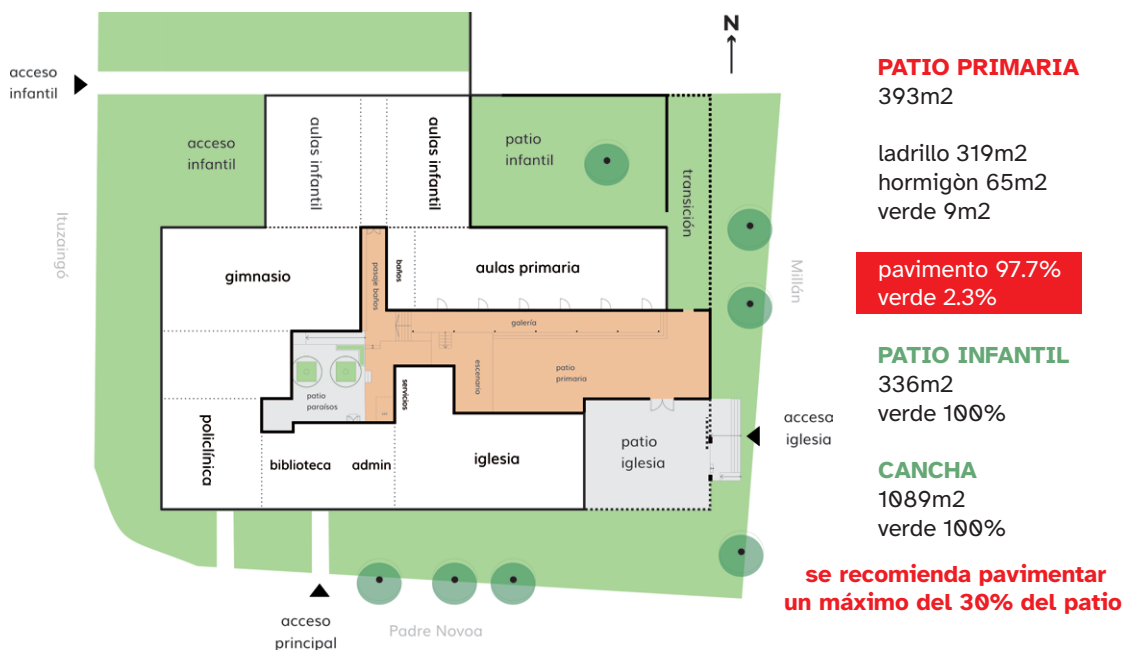 N
acceso
infantil
acceso
infantil
aulas infantil
aulas infantil
patio
infantil
transición
Ituzaingó
Millán
gimnasio
pasaje baños
baños
aulas primaria
galería
escenario
patio
primaria
patio
paraísos
servicios
policlínica
biblioteca
admin
iglesia
patio
iglesia
accesa
iglesia
acceso
principal
Padre Novoa
PATIO PRIMARIA
393m2
ladrillo 319m2
hormigòn 65m2
verde 9m2
pavimento 97.7%
verde 2.3%
PATIO INFANTIL
336m2
verde 100%
CANCHA
1089m2
verde 100%
se recomienda pavimentar
un máximo del 30% del patio